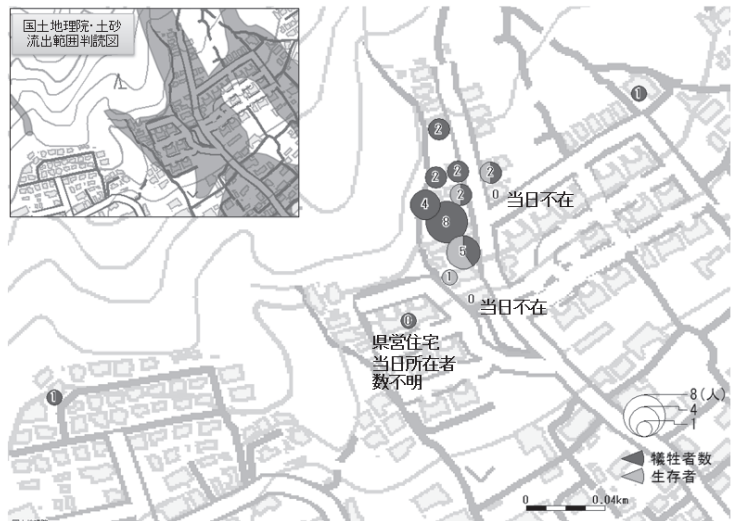 国土地理院・土砂
流出範囲判読図
1
2
2
2
2
0 当日不在
2
4
8
5
1
0 当日不在
0
県営住宅
当日所在者
数不明
1
8(人)
4
1
犠牲者数
生存者
0 0.04km